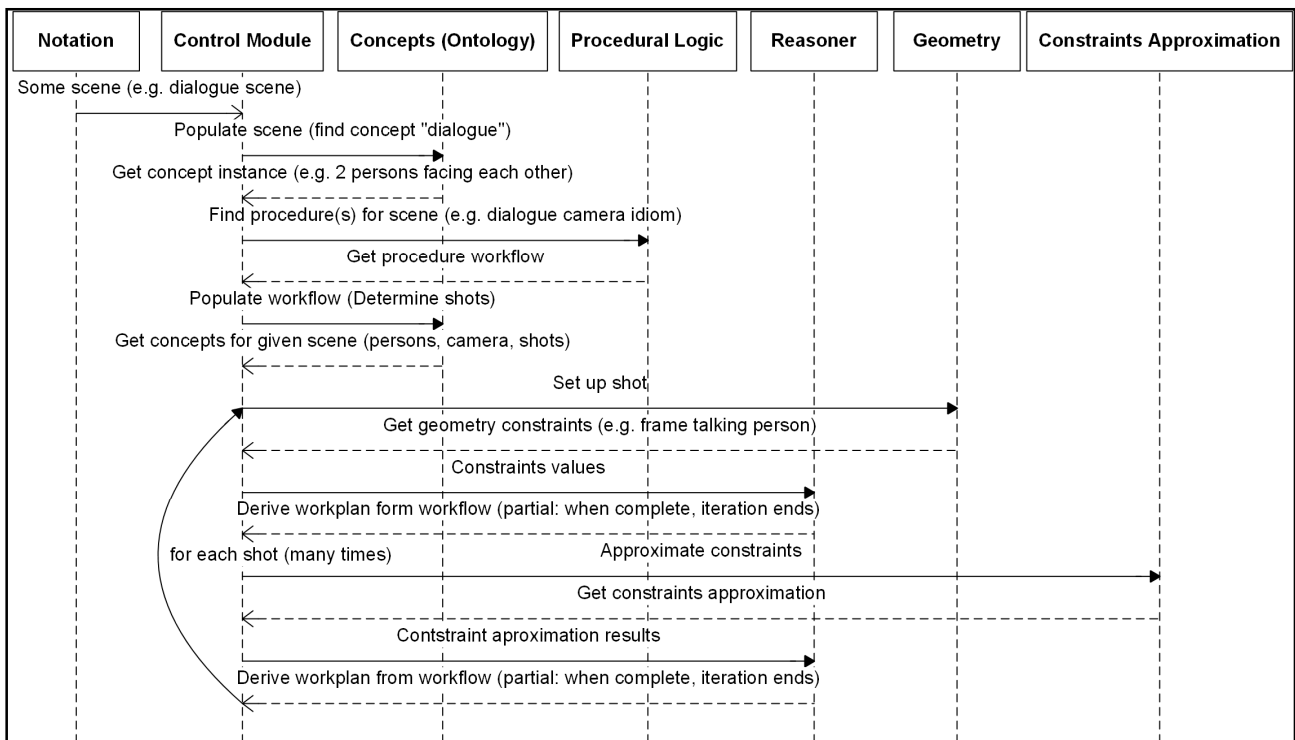 Notation
Control Module
Concepts (Ontology)
Procedural Logic
Reasoner
Geometry
Constraints Approximation
Some scene (e.g. dialogue scene)
Populate scene (find concept "dialogue")
Get concept instance (e.g. 2 persons facing each other)
Find procedure(s) for scene (e.g. dialogue camera idiom)
Get procedure workflow
Populate workflow (Determine shots)
Get concepts for given scene (persons, camera, shots)
Set up shot
Get geometry constraints (e.g. frame talking person)
Constraints values
Derive workplan form workflow (partial: when complete, iteration ends)
for each shot (many times)
Approximate constraints
Get constraints approximation
Contstraint aproximation results
Derive workplan from workflow (partial: when complete, iteration ends)